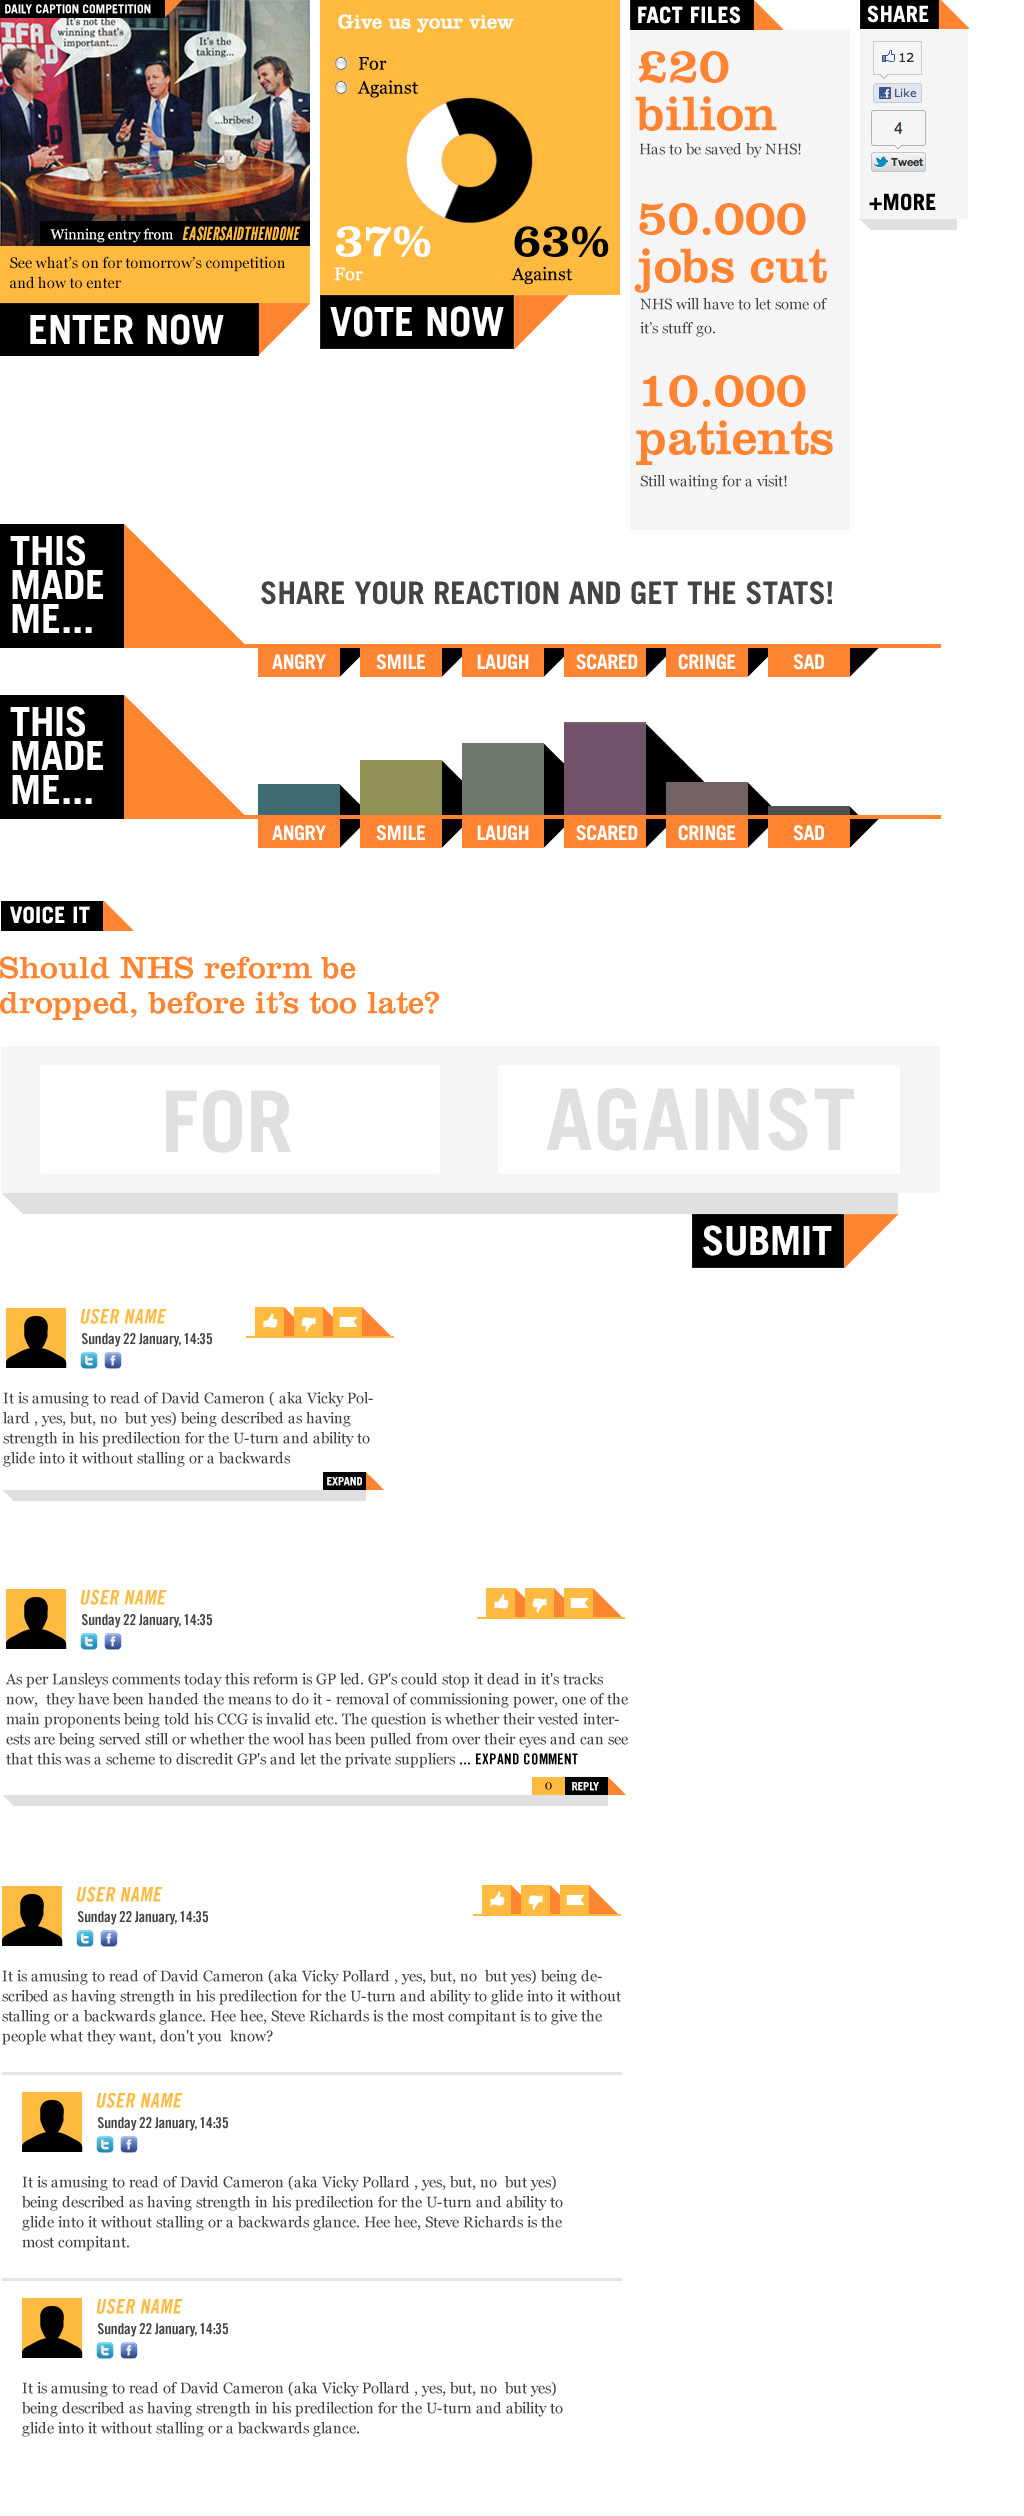 DAILY CAPTION COMPETITION
It's not the
winning that's
important...
It's the
taking...
...bribes!
Winning entry from EASIERSAIDTHENDONE
See what's on for tomorrow's competition
and how to enter
ENTER NOW
Give us your view
For
Against
37%
For
63%
Against
VOTE NOW
FACT FILES
£20
bilion
Has to be saved by NHS!
50.000
jobs cut
NHS will have to let some of
it's stuff go.
10.000
patients
Still waiting for a visit!
SHARE
12
Like
4
Tweet
+MORE
THIS
MADE
ME...
SHARE YOUR REACTION AND GET THE STATS!
ANGRY SMILE LAUGH SCARED CRINGE SAD
THIS
MADE
ME...
ANGRY SMILE LAUGH SCARED CRINGE SAD
VOICE IT
Should NHS reform be
dropped, before it's too late?
FOR AGAINST
SUBMIT
USER NAME
Sunday 22 January, 14:35
It is amusing to read of David Cameron ( aka Vicky Pol-
lard , yes, but, no  but yes) being described as having
strength in his predilection for the U-turn and ability to
glide into it without stalling or a backwards
EXPAND
USER NAME
Sunday 22 January, 14:35
As per Lansleys comments today this reform is GP led. GP's could stop it dead in it's tracks
now,  they have been handed the means to do it - removal of commissioning power, one of the
main proponents being told his CCG is invalid etc. The question is whether their vested inter-
ests are being served still or whether the wool has been pulled from over their eyes and can see
that this was a scheme to discredit GP's and let the private suppliers ... EXPAND COMMENT
0 REPLY
USER NAME
Sunday 22 January, 14:35
It is amusing to read of David Cameron (aka Vicky Pollard , yes, but, no  but yes) being de-
scribed as having strength in his predilection for the U-turn and ability to glide into it without
stalling or a backwards glance. Hee hee, Steve Richards is the most compitant is to give the
people what they want, don't you  know?
USER NAME
Sunday 22 January, 14:35
It is amusing to read of David Cameron (aka Vicky Pollard , yes, but, no  but yes)
being described as having strength in his predilection for the U-turn and ability to
glide into it without stalling or a backwards glance. Hee hee, Steve Richards is the
most compitant.
USER NAME
Sunday 22 January, 14:35
It is amusing to read of David Cameron (aka Vicky Pollard , yes, but, no  but yes)
being described as having strength in his predilection for the U-turn and ability to
glide into it without stalling or a backwards glance.